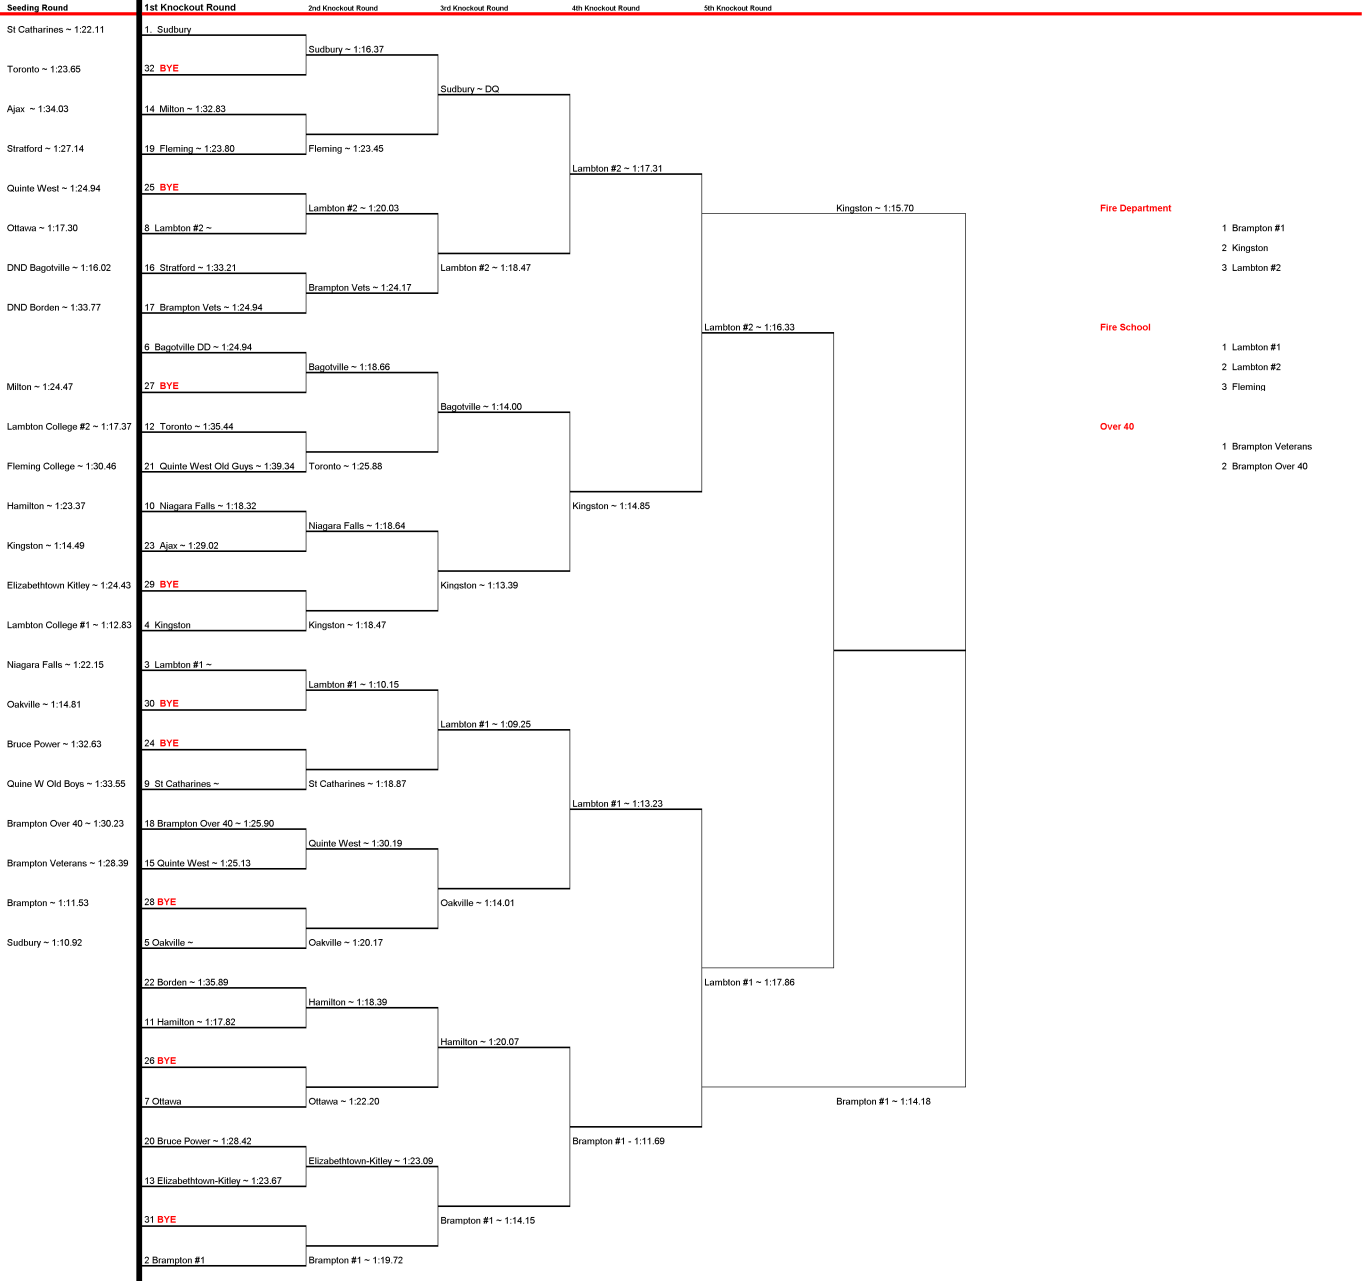 Seeding Round 1st Knockout Round 2nd Knockout Round 3rd Knockout Round 4th Knockout Round 5th Knockout Round
St Catharines ~ 1:22.11 1. Sudbury
Sudbury ~ 1:16.37
Toronto ~ 1:23.65 32 BYE
Sudbury ~ DQ
Ajax ~ 1:34.03 14 Milton ~ 1:32.83
Stratford ~ 1:27.14 19 Fleming ~ 1:23.80 Fleming ~ 1:23.45
Lambton #2 ~ 1:17.31
Quinte West ~ 1:24.94 25 BYE
Lambton #2 ~ 1:20.03 Kingston ~ 1:15.70 Fire Department
Ottawa ~ 1:17.30 8 Lambton #2 ~ 1 Brampton #1
2 Kingston
DND Bagotville ~ 1:16.02 16 Stratford ~ 1:33.21 Lambton #2 ~ 1:18.47 3 Lambton #2
Brampton Vets ~ 1:24.17
DND Borden ~ 1:33.77 17 Brampton Vets ~ 1:24.94
Lambton #2 ~ 1:16.33 Fire School
6 Bagotville DD ~ 1:24.94 1 Lambton #1
Bagotville ~ 1:18.66 2 Lambton #2
Milton ~ 1:24.47 27 BYE 3 Fleming
Bagotville ~ 1:14.00
Lambton College #2 ~ 1:17.37 12 Toronto ~ 1:35.44 Over 40
1 Brampton Veterans
Fleming College ~ 1:30.46 21 Quinte West Old Guys ~ 1:39.34 Toronto ~ 1:25.88 2 Brampton Over 40
Hamilton ~ 1:23.37 10 Niagara Falls ~ 1:18.32 Kingston ~ 1:14.85
Niagara Falls ~ 1:18.64
Kingston ~ 1:14.49 23 Ajax ~ 1:29.02
Elizabethtown Kitley ~ 1:24.43 29 BYE Kingston ~ 1:13.39
Lambton College #1 ~ 1:12.83 4 Kingston Kingston ~ 1:18.47
Niagara Falls ~ 1:22.15 3 Lambton #1 ~
Lambton #1 ~ 1:10.15
Oakville ~ 1:14.81 30 BYE
Lambton #1 ~ 1:09.25
Bruce Power ~ 1:32.63 24 BYE
Quine W Old Boys ~ 1:33.55 9 St Catharines ~ St Catharines ~ 1:18.87
Lambton #1 ~ 1:13.23
Brampton Over 40 ~ 1:30.23 18 Brampton Over 40 ~ 1:25.90
Quinte West ~ 1:30.19
Brampton Veterans ~ 1:28.39 15 Quinte West ~ 1:25.13
Brampton ~ 1:11.53 28 BYE Oakville ~ 1:14.01
Sudbury ~ 1:10.92 5 Oakville ~ Oakville ~ 1:20.17
22 Borden ~ 1:35.89 Lambton #1 ~ 1:17.86
Hamilton ~ 1:18.39
11 Hamilton ~ 1:17.82
Hamilton ~ 1:20.07
26 BYE
7 Ottawa Ottawa ~ 1:22.20 Brampton #1 ~ 1:14.18
20 Bruce Power ~ 1:28.42 Brampton #1 - 1:11.69
Elizabethtown-Kitley ~ 1:23.09
13 Elizabethtown-Kitley ~ 1:23.67
31 BYE Brampton #1 ~ 1:14.15
2 Brampton #1 Brampton #1 ~ 1:19.72